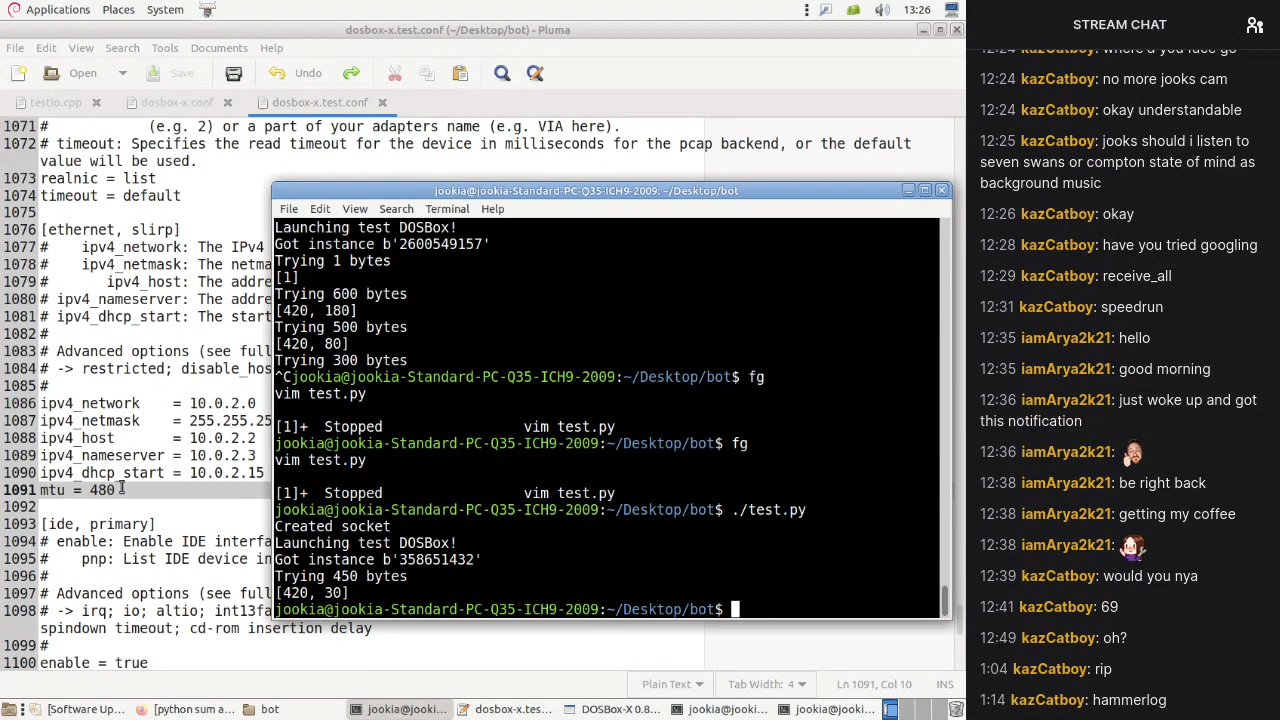 Applications Places System 13:26
dosbox-x.test.conf (~/Desktop/bot) - Pluma
File Edit View Search Tools Documents Help
Open Save Undo
testio.cpp dosbox-x.conf dosbox-x.test.conf
1071 # (e.g. 2) or a part of your adapters name (e.g. VIA here).
1072 # timeout: Specifies the read timeout for the device in milliseconds for the pcap backend, or the default
value will be used.
1073 realnic = list
1074 timeout = default
1075
1076 [ethernet, slirp]
1077 # ipv4_network: The IPv4
1078 # ipv4_netmask: The netma
1079 # ipv4_host: The addre
1080 # ipv4_nameserver: The addre
1081 # ipv4_dhcp_start: The start
1082 #
1083 # Advanced options (see full
1084 # -> restricted; disable_hos
1085 #
1086 ipv4_network = 10.0.2.0
1087 ipv4_netmask = 255.255.25
1088 ipv4_host = 10.0.2.2
1089 ipv4_nameserver = 10.0.2.3
1090 ipv4_dhcp_start = 10.0.2.15
1091 mtu = 480
1092
1093 [ide, primary]
1094 # enable: Enable IDE interfa
1095 # pnp: List IDE device in
1096 #
1097 # Advanced options (see full
1098 # -> irq; io; altio; int13fa
spindown timeout; cd-rom insertion delay
1099 #
1100 enable = true
Plain Text Tab Width: 4 Ln 1091, Col 10 INS
jookia@jookia-Standard-PC-Q35-ICH9-2009: ~/Desktop/bot
File Edit View Search Terminal Help
Launching test DOSBox!
Got instance b'2600549157'
Trying 1 bytes
[1]
Trying 600 bytes
[420, 180]
Trying 500 bytes
[420, 80]
Trying 300 bytes
^Cjookia@jookia-Standard-PC-Q35-ICH9-2009:~/Desktop/bot$ fg
vim test.py
[1]+ Stopped vim test.py
jookia@jookia-Standard-PC-Q35-ICH9-2009:~/Desktop/bot$ fg
vim test.py
[1]+ Stopped vim test.py
jookia@jookia-Standard-PC-Q35-ICH9-2009:~/Desktop/bot$ ./test.py
Created socket
Launching test DOSBox!
Got instance b'358651432'
Trying 450 bytes
[420, 30]
jookia@jookia-Standard-PC-Q35-ICH9-2009:~/Desktop/bot$
[Software Up... [python sum a... bot jookia@jooki... dosbox-x.tes... DOSBox-X 0.8... jookia@jooki... jookia@jooki...
STREAM CHAT
12:24 kazCatboy: no more jooks cam
12:24 kazCatboy: okay understandable
12:25 kazCatboy: jooks should i listen to
seven swans or compton state of mind as
background music
12:26 kazCatboy: okay
12:28 kazCatboy: have you tried googling
12:29 kazCatboy: receive_all
12:31 kazCatboy: speedrun
12:35 iamArya2k21: hello
12:35 iamArya2k21: good morning
12:36 iamArya2k21: just woke up and got
this notification
12:36 iamArya2k21:
12:38 iamArya2k21: be right back
12:38 iamArya2k21: getting my coffee
12:38 iamArya2k21:
12:39 kazCatboy: would you nya
12:41 kazCatboy: 69
12:49 kazCatboy: oh?
1:04 kazCatboy: rip
1:14 kazCatboy: hammerlog